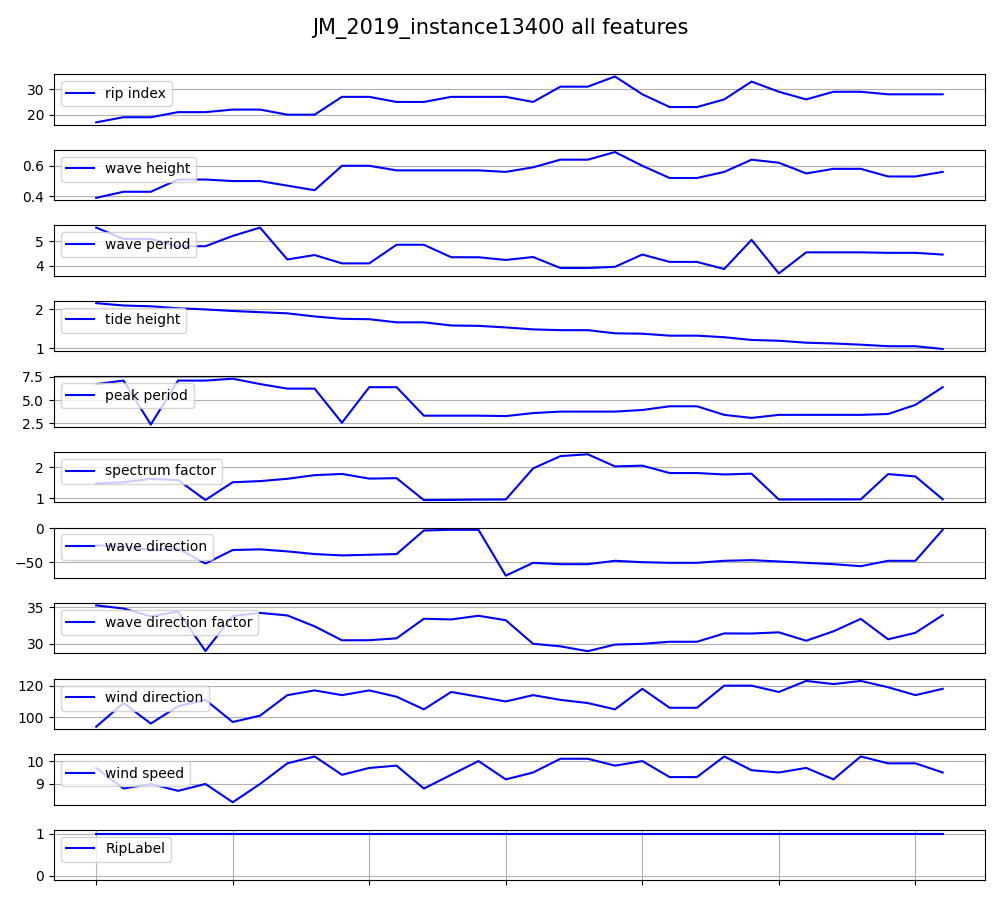 JM_2019_instance13400 all features
30
20
rip index
0.6
0.4
wave height
5
4
wave period
2
1
tide height
7.5
5.0
2.5
peak period
2
1
spectrum factor
0
−50
wave direction
35
30
wave direction factor
120
100
wind direction
10
9
wind speed
1
0
RipLabel